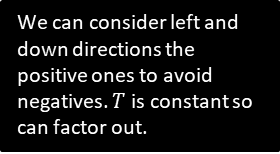 We can consider left and
down directions the
positive ones to avoid
negatives. T is constant so
can factor out.